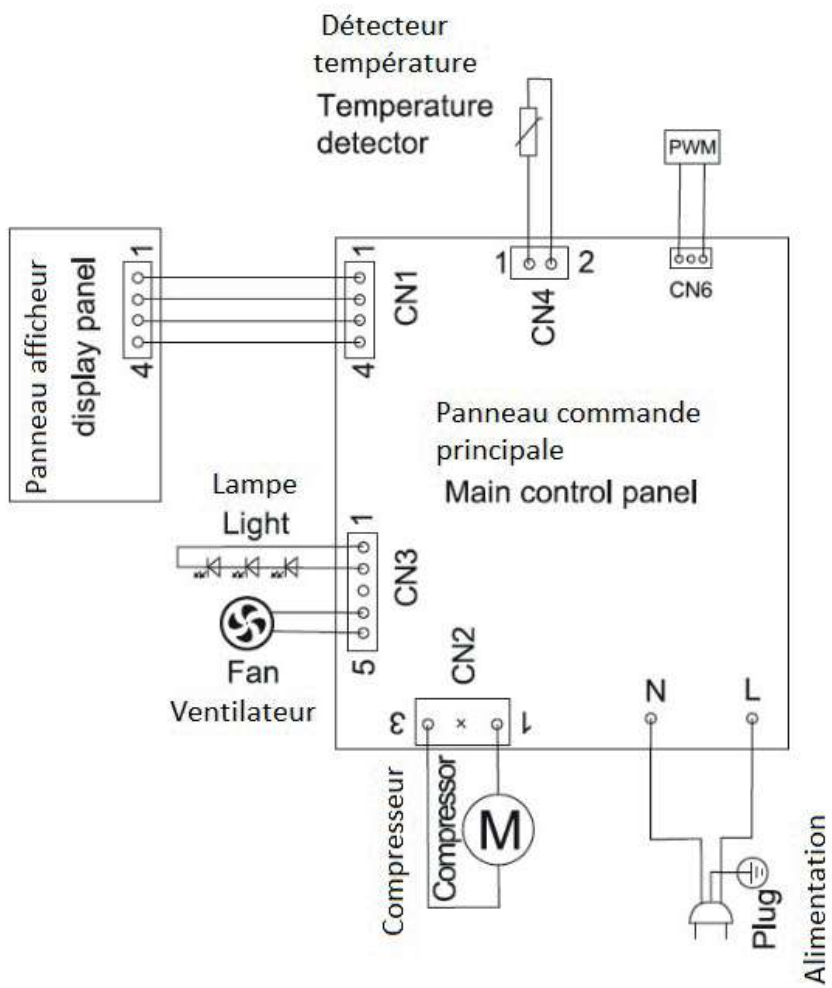 Détecteur
température
Temperature
detector
PWM
1
2
CN4
CN6
Panneau afficheur
display panel
1
4
1
4
CN1
Panneau commande
principale
Main control panel
Lampe
Light
1
5
CN3
Fan
Ventilateur
CN2
3
1
N
L
Compresseur
Compressor
M
Plug
Alimentation